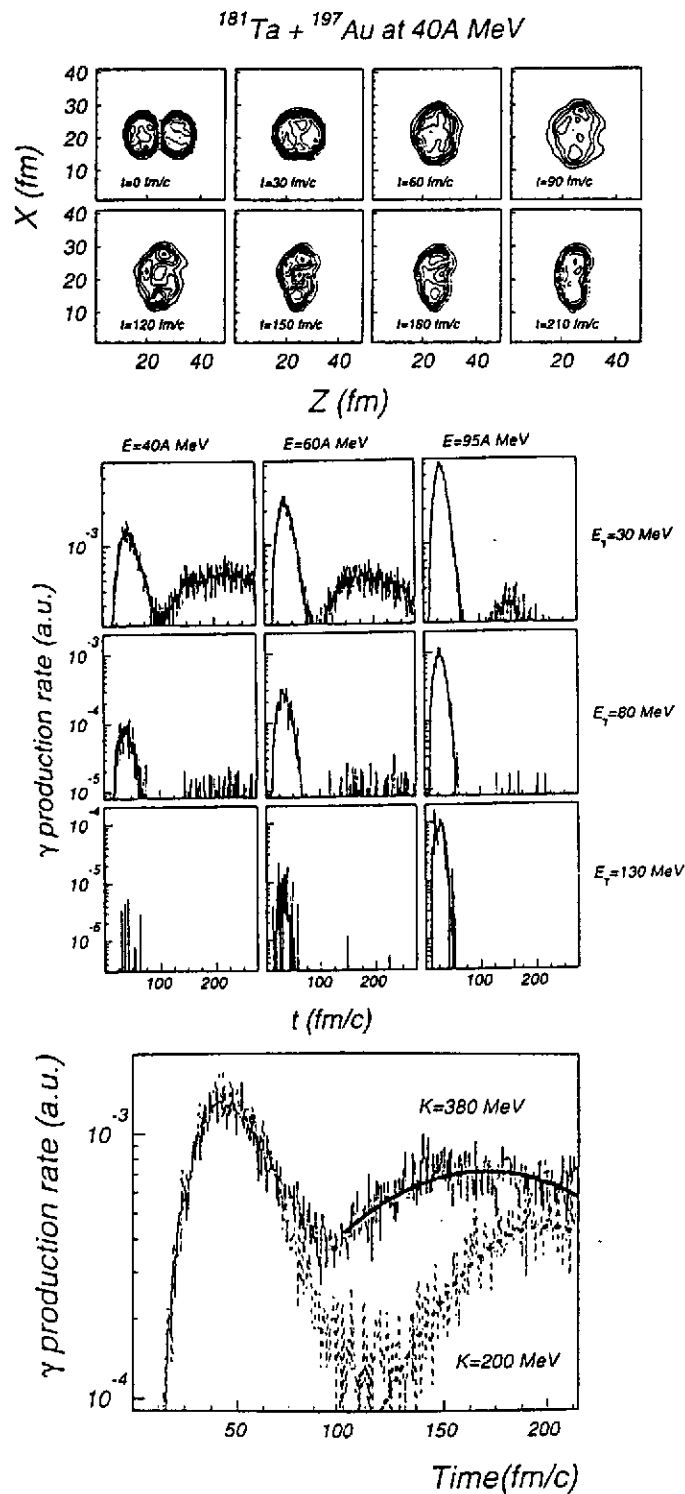 ¹⁸¹Ta + ¹⁹⁷Au at 40A MeV
X (fm)
40
30
20
10
t=0 fm/c
t=30 fm/c
t=60 fm/c
t=90 fm/c
40
30
20
10
t=120 fm/c
t=150 fm/c
t=180 fm/c
t=210 fm/c
20 40 20 40 20 40 20 40
Z (fm)
E=40A MeV E=60A MeV E=95A MeV
γ production rate (a.u.)
10⁻³
Eγ=30 MeV
10⁻³
10⁻⁴
10⁻⁵
Eγ=80 MeV
10⁻⁴
10⁻⁵
10⁻⁶
Eγ=130 MeV
100 200 100 200 100 200
t (fm/c)
γ production rate (a.u.)
10⁻³
10⁻⁴
K=380 MeV
K=200 MeV
50 100 150 200
Time(fm/c)